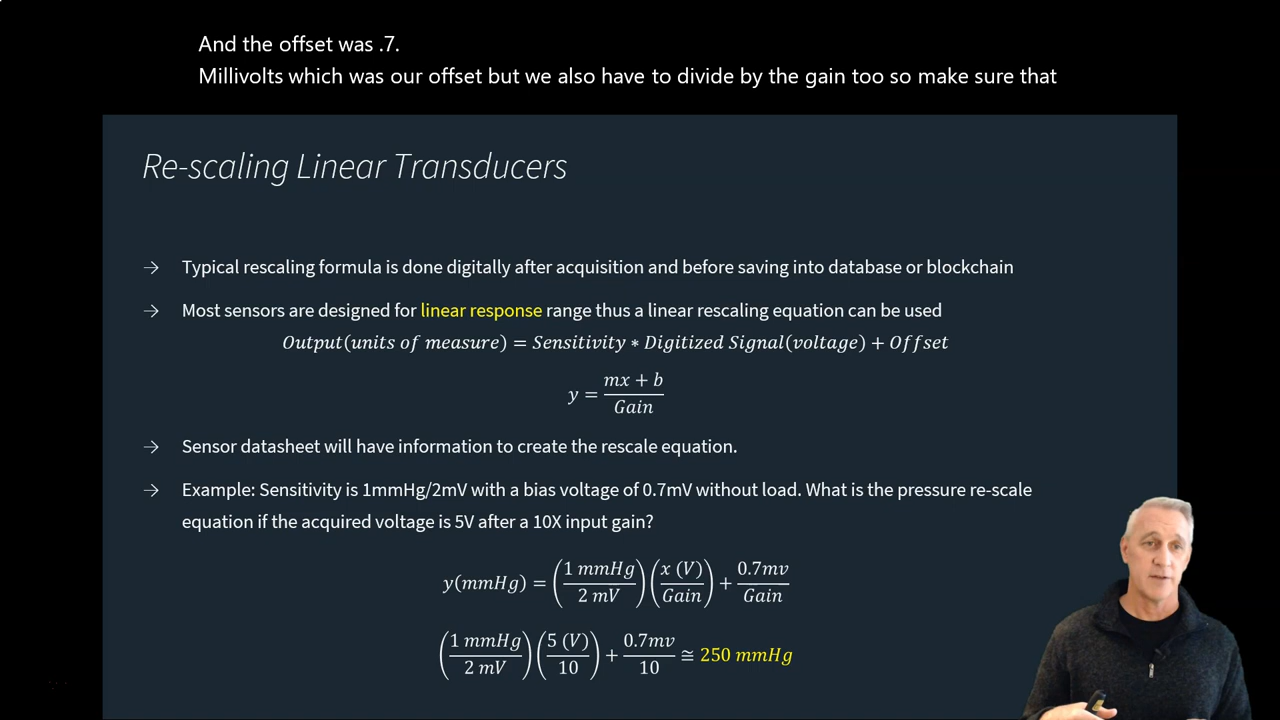 And the offset was .7.
Millivolts which was our offset but we also have to divide by the gain too so make sure that
Re-scaling Linear Transducers
→ Typical rescaling formula is done digitally after acquisition and before saving into database or blockchain
→ Most sensors are designed for linear response range thus a linear rescaling equation can be used
Output(units of measure) = Sensitivity * Digitized Signal(voltage) + Offset
y = (mx + b)/Gain
→ Sensor datasheet will have information to create the rescale equation.
→ Example: Sensitivity is 1mmHg/2mV with a bias voltage of 0.7mV without load. What is the pressure re-scale
equation if the acquired voltage is 5V after a 10X input gain?
y(mmHg) = (1 mmHg/2 mV)(x (V)/Gain) + 0.7mv/Gain
(1 mmHg/2 mV)(5 (V)/10) + 0.7mv/10 ≅ 250 mmHg